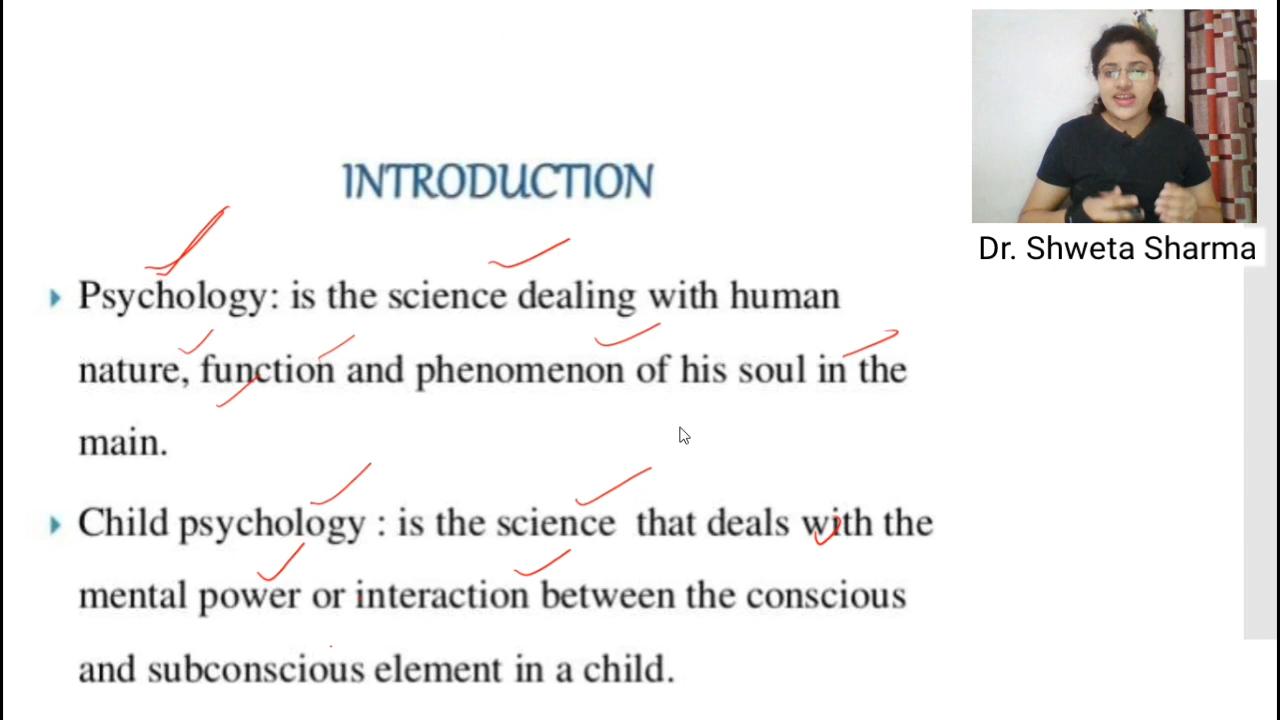 INTRODUCTION
Dr. Shweta Sharma
Psychology: is the science dealing with human
nature, function and phenomenon of his soul in the
main.
Child psychology : is the science that deals with the
mental power or interaction between the conscious
and subconscious element in a child.